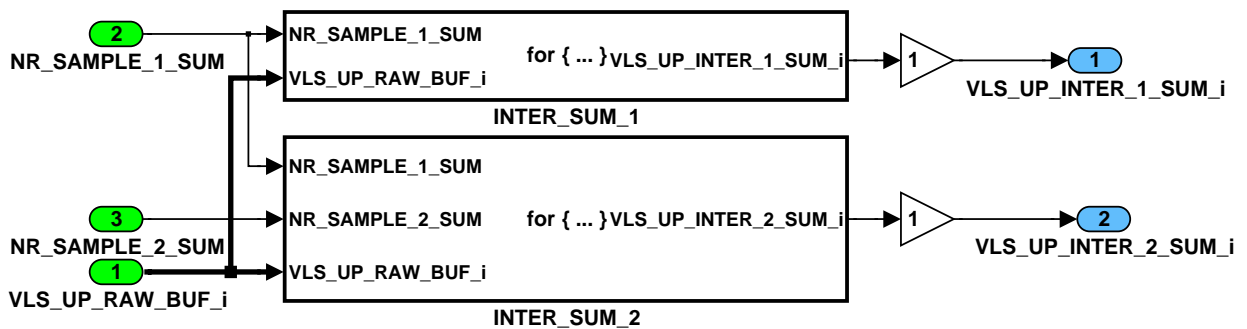 2
NR_SAMPLE_1_SUM
NR_SAMPLE_1_SUM
VLS_UP_RAW_BUF_i
for { ... }
VLS_UP_INTER_1_SUM_i
INTER_SUM_1
1
1
VLS_UP_INTER_1_SUM_i
NR_SAMPLE_1_SUM
3
NR_SAMPLE_2_SUM
NR_SAMPLE_2_SUM
for { ... }
VLS_UP_INTER_2_SUM_i
1
2
VLS_UP_INTER_2_SUM_i
1
VLS_UP_RAW_BUF_i
VLS_UP_RAW_BUF_i
INTER_SUM_2